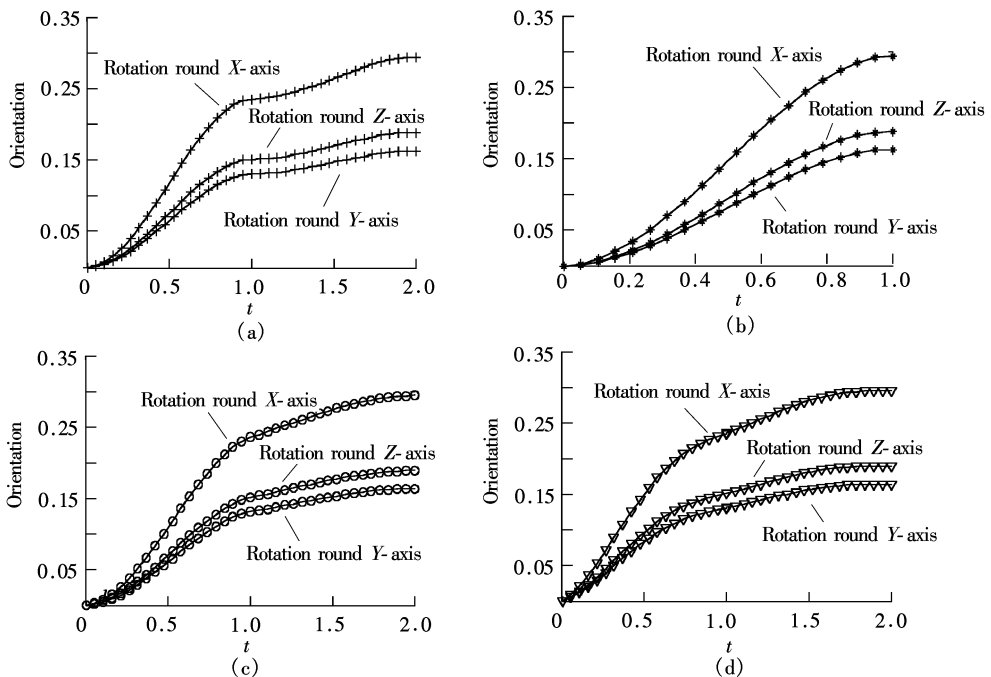 0.35
0.25
0.15
0.05
Orientation
Rotation round X-axis
Rotation round Z-axis
Rotation round Y-axis
0 0.5 1.0 1.5 2.0
t
(a)
0.35
0.25
0.15
0.05
Orientation
Rotation round X-axis
Rotation round Z-axis
Rotation round Y-axis
0 0.2 0.4 0.6 0.8 1.0
t
(b)
0.35
0.25
0.15
0.05
Orientation
Rotation round X-axis
Rotation round Z-axis
Rotation round Y-axis
0 0.5 1.0 1.5 2.0
t
(c)
0.35
0.25
0.15
0.05
Orientation
Rotation round X-axis
Rotation round Z-axis
Rotation round Y-axis
0 0.5 1.0 1.5 2.0
t
(d)